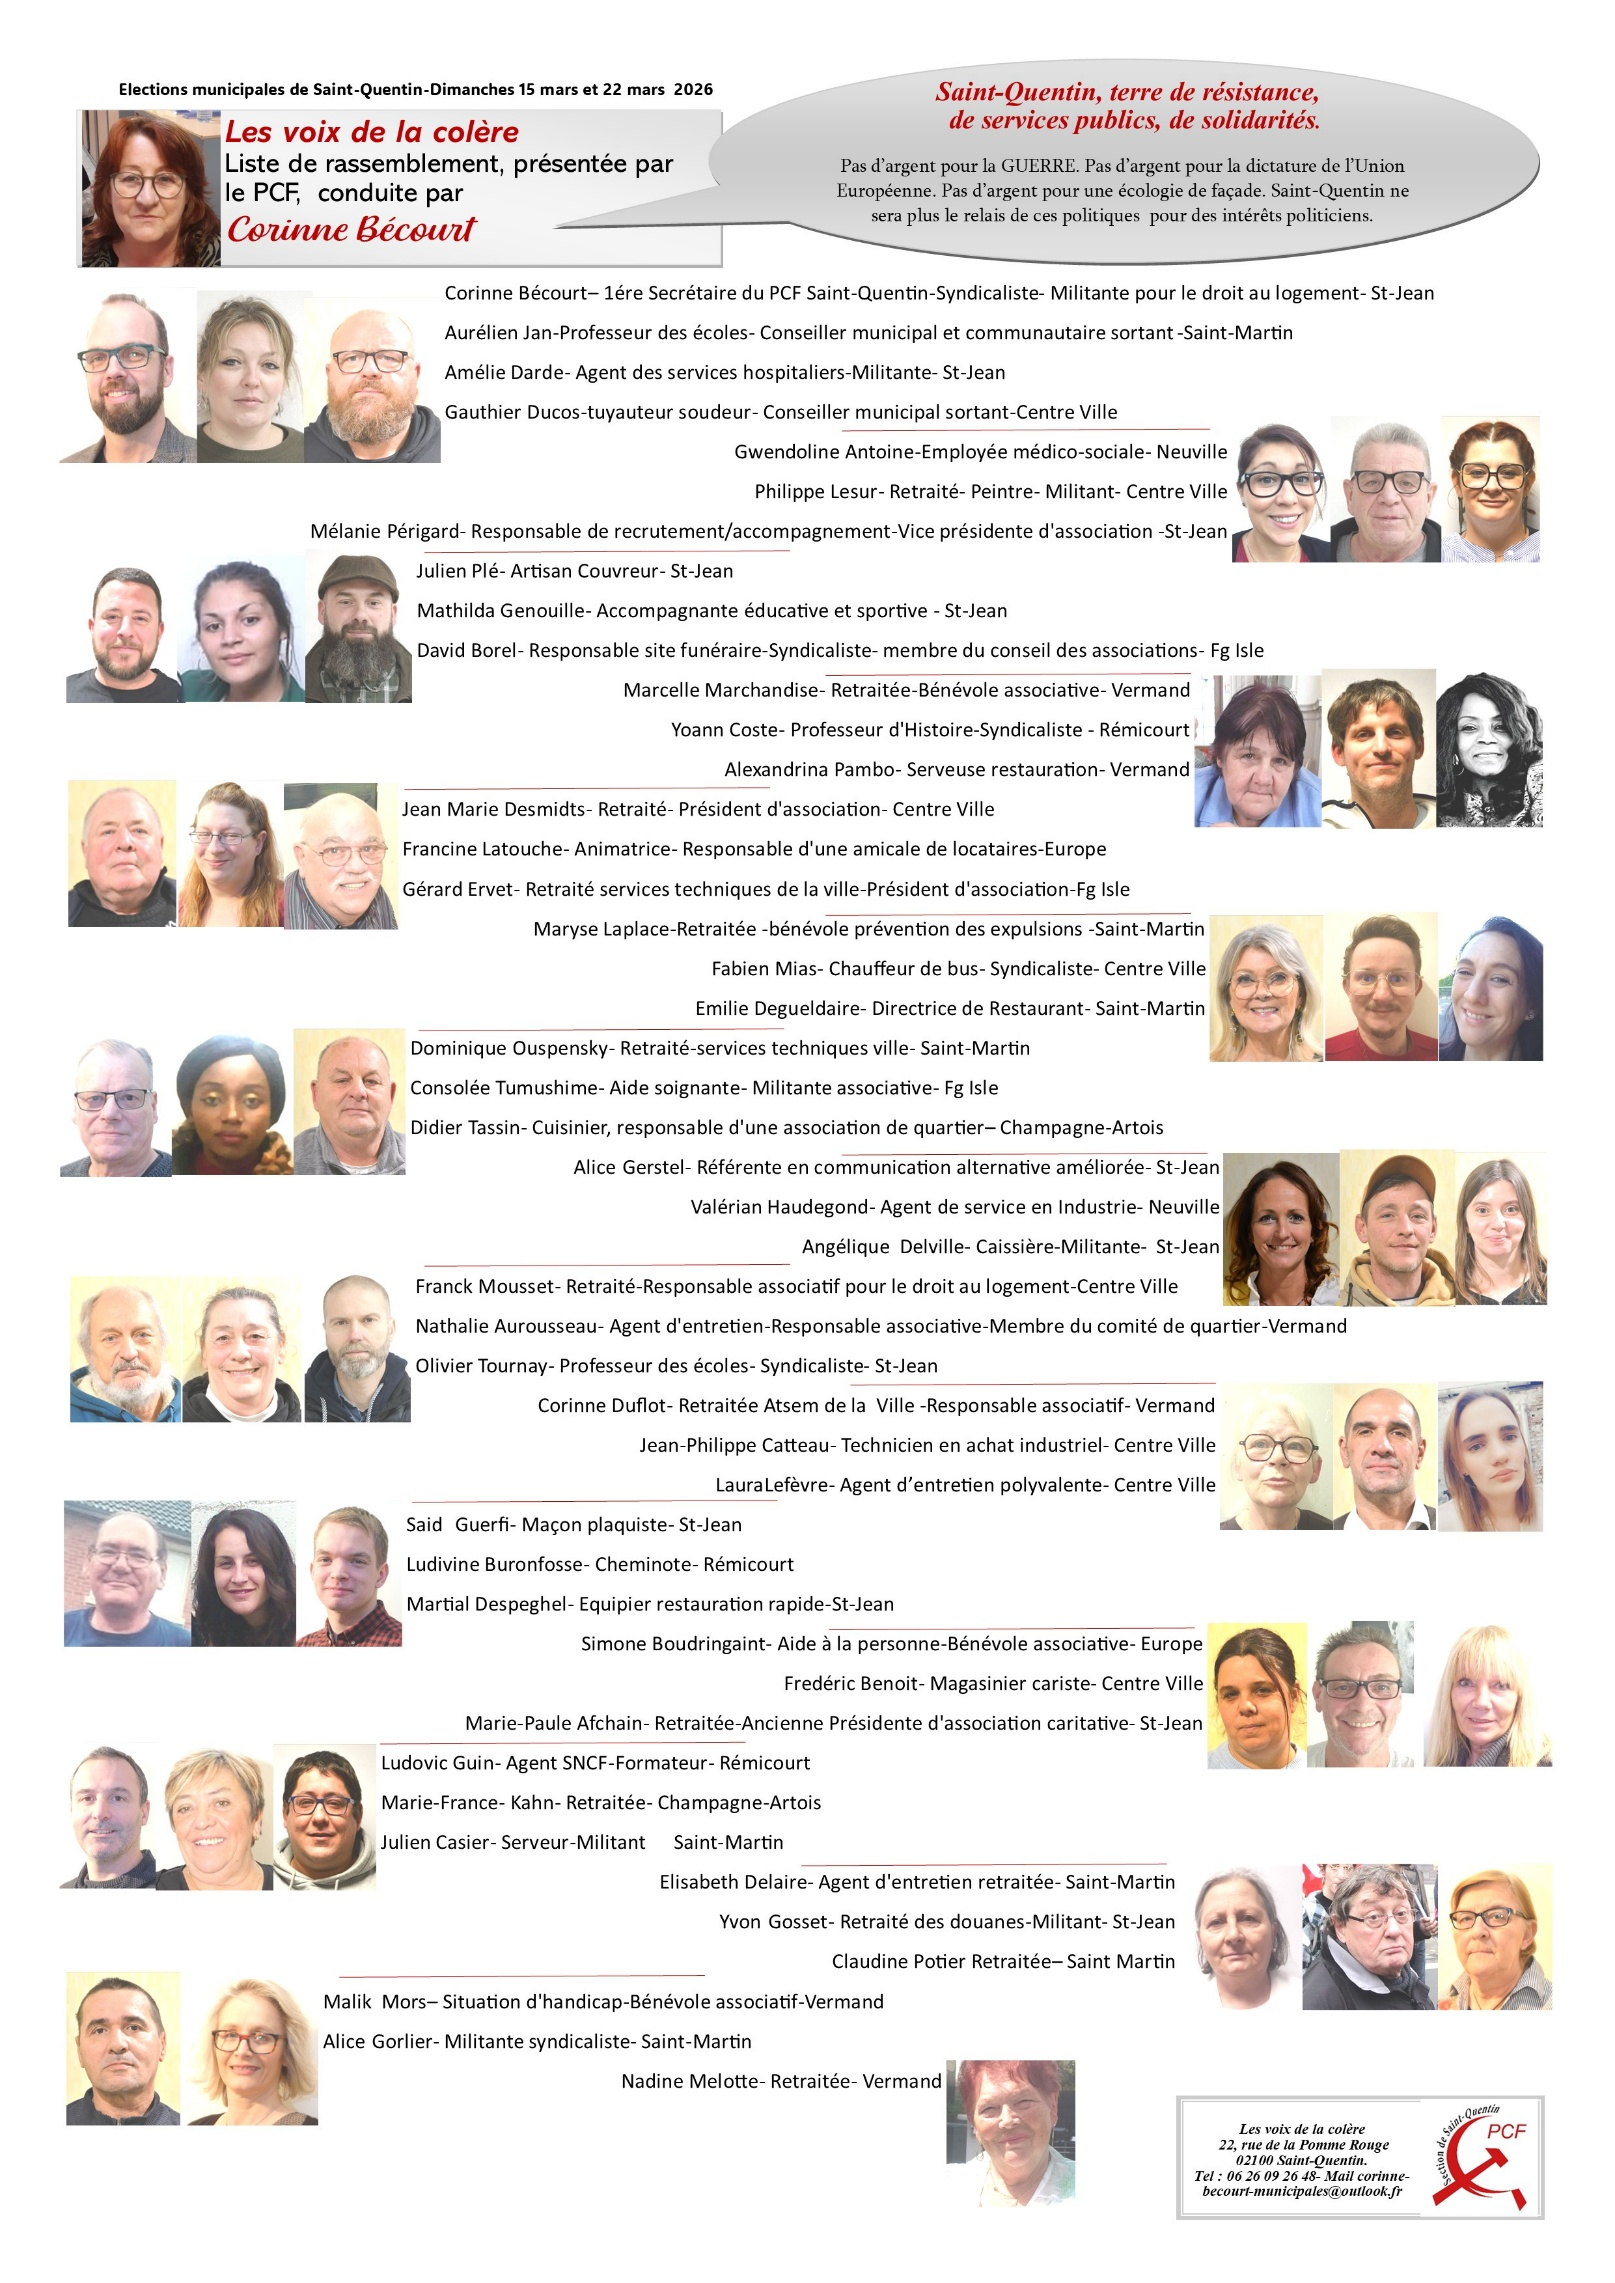 Elections municipales de Saint-Quentin-Dimanches 15 mars et 22 mars 2026
Les voix de la colère
Liste de rassemblement, présentée par
le PCF, conduite par
Corinne Bécourt
Saint-Quentin, terre de résistance,
de services publics, de solidarités.
Pas d’argent pour la GUERRE. Pas d’argent pour la dictature de l’Union
Européenne. Pas d’argent pour une écologie de façade. Saint-Quentin ne
sera plus le relais de ces politiques pour des intérêts politiciens.
Corinne Bécourt– 1ére Secrétaire du PCF Saint-Quentin-Syndicaliste- Militante pour le droit au logement- St-Jean
Aurélien Jan-Professeur des écoles- Conseiller municipal et communautaire sortant -Saint-Martin
Amélie Darde- Agent des services hospitaliers-Militante- St-Jean
Gauthier Ducos-tuyauteur soudeur- Conseiller municipal sortant-Centre Ville
Gwendoline Antoine-Employée médico-sociale- Neuville
Philippe Lesur- Retraité- Peintre- Militant- Centre Ville
Mélanie Périgard- Responsable de recrutement/accompagnement-Vice présidente d'association -St-Jean
Julien Plé- Artisan Couvreur- St-Jean
Mathilda Genouille- Accompagnante éducative et sportive - St-Jean
David Borel- Responsable site funéraire-Syndicaliste- membre du conseil des associations- Fg Isle
Marcelle Marchandise- Retraitée-Bénévole associative- Vermand
Yoann Coste- Professeur d'Histoire-Syndicaliste - Rémicourt
Alexandrina Pambo- Serveuse restauration- Vermand
Jean Marie Desmidts- Retraité- Président d'association- Centre Ville
Francine Latouche- Animatrice- Responsable d'une amicale de locataires-Europe
Gérard Ervet- Retraité services techniques de la ville-Président d'association-Fg Isle
Maryse Laplace-Retraitée -bénévole prévention des expulsions -Saint-Martin
Fabien Mias- Chauffeur de bus- Syndicaliste- Centre Ville
Emilie Degueldaire- Directrice de Restaurant- Saint-Martin
Dominique Ouspensky- Retraité-services techniques ville- Saint-Martin
Consolée Tumushime- Aide soignante- Militante associative- Fg Isle
Didier Tassin- Cuisinier, responsable d'une association de quartier– Champagne-Artois
Alice Gerstel- Référente en communication alternative améliorée- St-Jean
Valérian Haudegond- Agent de service en Industrie- Neuville
Angélique Delville- Caissière-Militante- St-Jean
Franck Mousset- Retraité-Responsable associatif pour le droit au logement-Centre Ville
Nathalie Aurousseau- Agent d'entretien-Responsable associative-Membre du comité de quartier-Vermand
Olivier Tournay- Professeur des écoles- Syndicaliste- St-Jean
Corinne Duflot- Retraitée Atsem de la Ville -Responsable associatif- Vermand
Jean-Philippe Catteau- Technicien en achat industriel- Centre Ville
LauraLefèvre- Agent d’entretien polyvalente- Centre Ville
Said Guerfi- Maçon plaquiste- St-Jean
Ludivine Buronfosse- Cheminote- Rémicourt
Martial Despeghel- Equipier restauration rapide-St-Jean
Simone Boudringaint- Aide à la personne-Bénévole associative- Europe
Fredéric Benoit- Magasinier cariste- Centre Ville
Marie-Paule Afchain- Retraitée-Ancienne Présidente d'association caritative- St-Jean
Ludovic Guin- Agent SNCF-Formateur- Rémicourt
Marie-France- Kahn- Retraitée- Champagne-Artois
Julien Casier- Serveur-Militant Saint-Martin
Elisabeth Delaire- Agent d'entretien retraitée- Saint-Martin
Yvon Gosset- Retraité des douanes-Militant- St-Jean
Claudine Potier Retraitée– Saint Martin
Malik Mors– Situation d'handicap-Bénévole associatif-Vermand
Alice Gorlier- Militante syndicaliste- Saint-Martin
Nadine Melotte- Retraitée- Vermand
Les voix de la colère
22, rue de la Pomme Rouge
02100 Saint-Quentin.
Tel : 06 26 09 26 48- Mail corinne-
becourt-municipales@outlook.fr
Section de Saint-Quentin
PCF